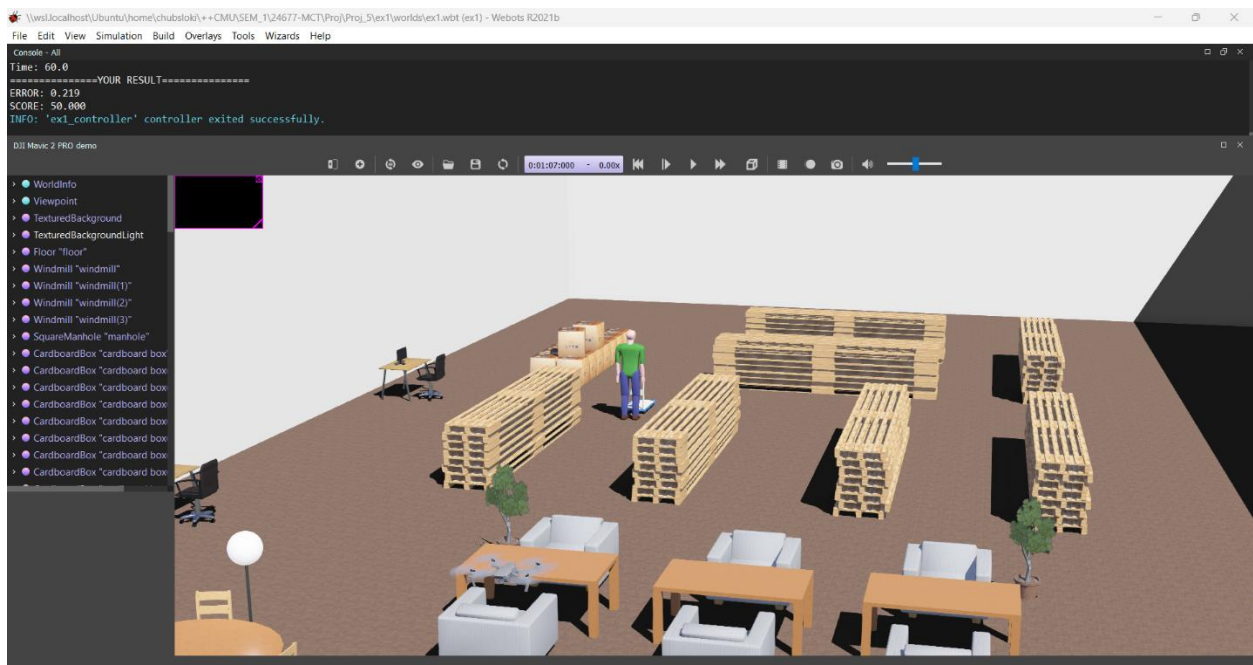 \\wsl.localhost\Ubuntu\home\chubsloki\++CMU\SEM_1\24677-MCT\Proj\Proj_5\ex1\worlds\ex1.wbt (ex1) - Webots R2021b
File Edit View Simulation Build Overlays Tools Wizards Help
Console - All
Time: 60.0
===============YOUR RESULT===============
ERROR: 0.219
SCORE: 50.000
INFO: 'ex1_controller' controller exited successfully.
DJI Mavic 2 PRO demo
0:01:07:000 - 0.00x
WorldInfo
Viewpoint
TexturedBackground
TexturedBackgroundLight
Floor "floor"
Windmill "windmill"
Windmill "windmill(1)"
Windmill "windmill(2)"
Windmill "windmill(3)"
SquareManhole "manhole"
CardboardBox "cardboard box"
CardboardBox "cardboard box
CardboardBox "cardboard box
CardboardBox "cardboard box
CardboardBox "cardboard box
CardboardBox "cardboard box
CardboardBox "cardboard box
CardboardBox "cardboard box